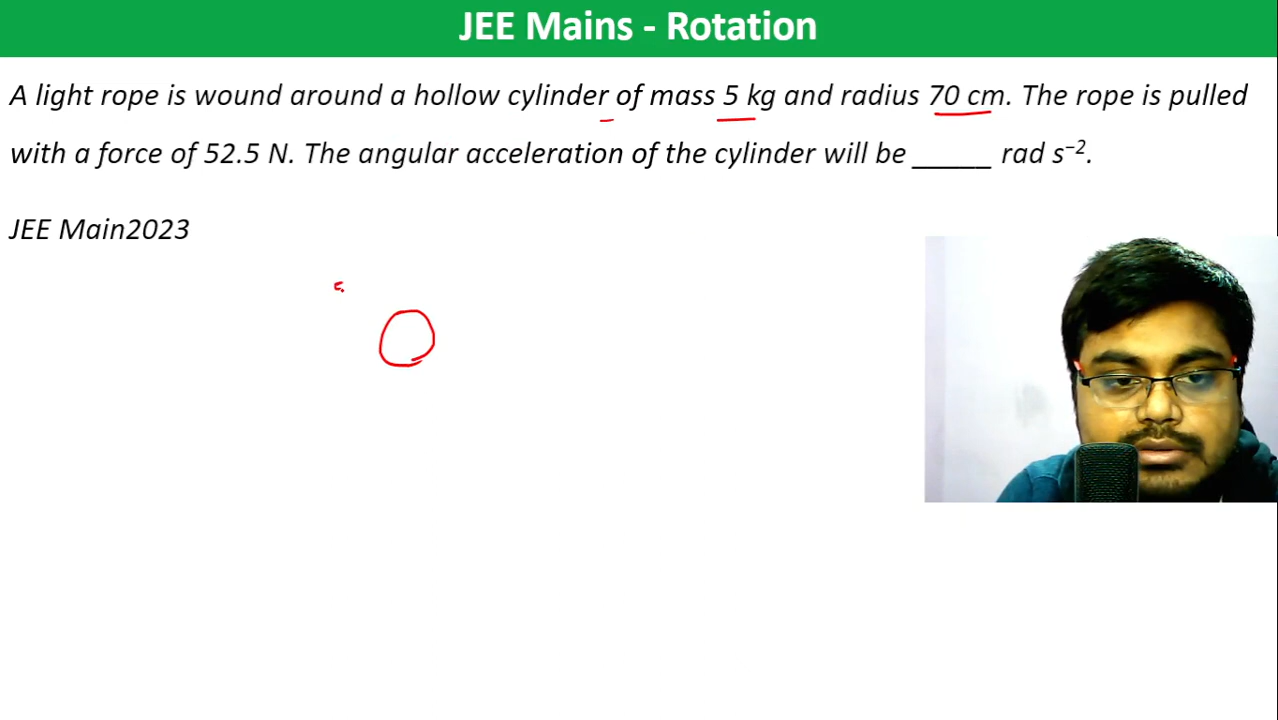 JEE Mains - Rotation
A light rope is wound around a hollow cylinder of mass 5 kg and radius 70 cm. The rope is pulled
with a force of 52.5 N. The angular acceleration of the cylinder will be _____ rad s⁻².
JEE Main2023